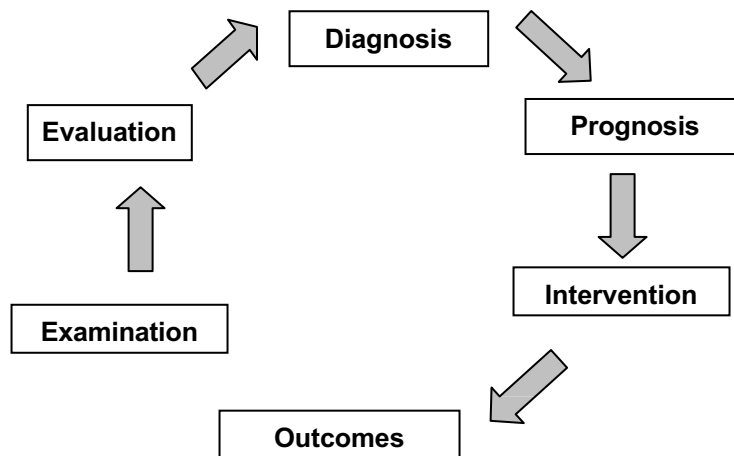 Diagnosis
Evaluation
Prognosis
Examination
Intervention
Outcomes